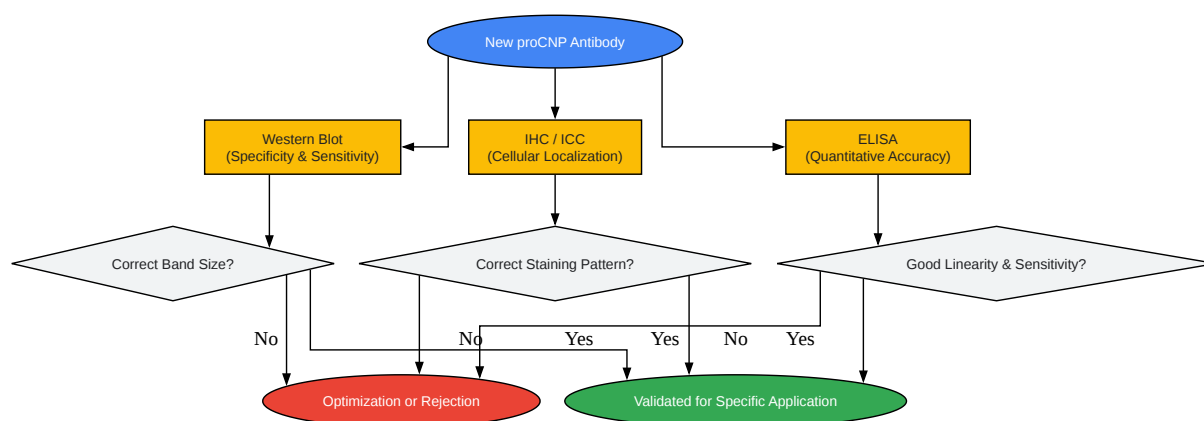 New proCNP Antibody
Western Blot
(Specificity & Sensitivity)
IHC / ICC
(Cellular Localization)
ELISA
(Quantitative Accuracy)
Correct Band Size?
Correct Staining Pattern?
Good Linearity & Sensitivity?
No
No
Yes
Yes
No
Yes
Optimization or Rejection
Validated for Specific Application